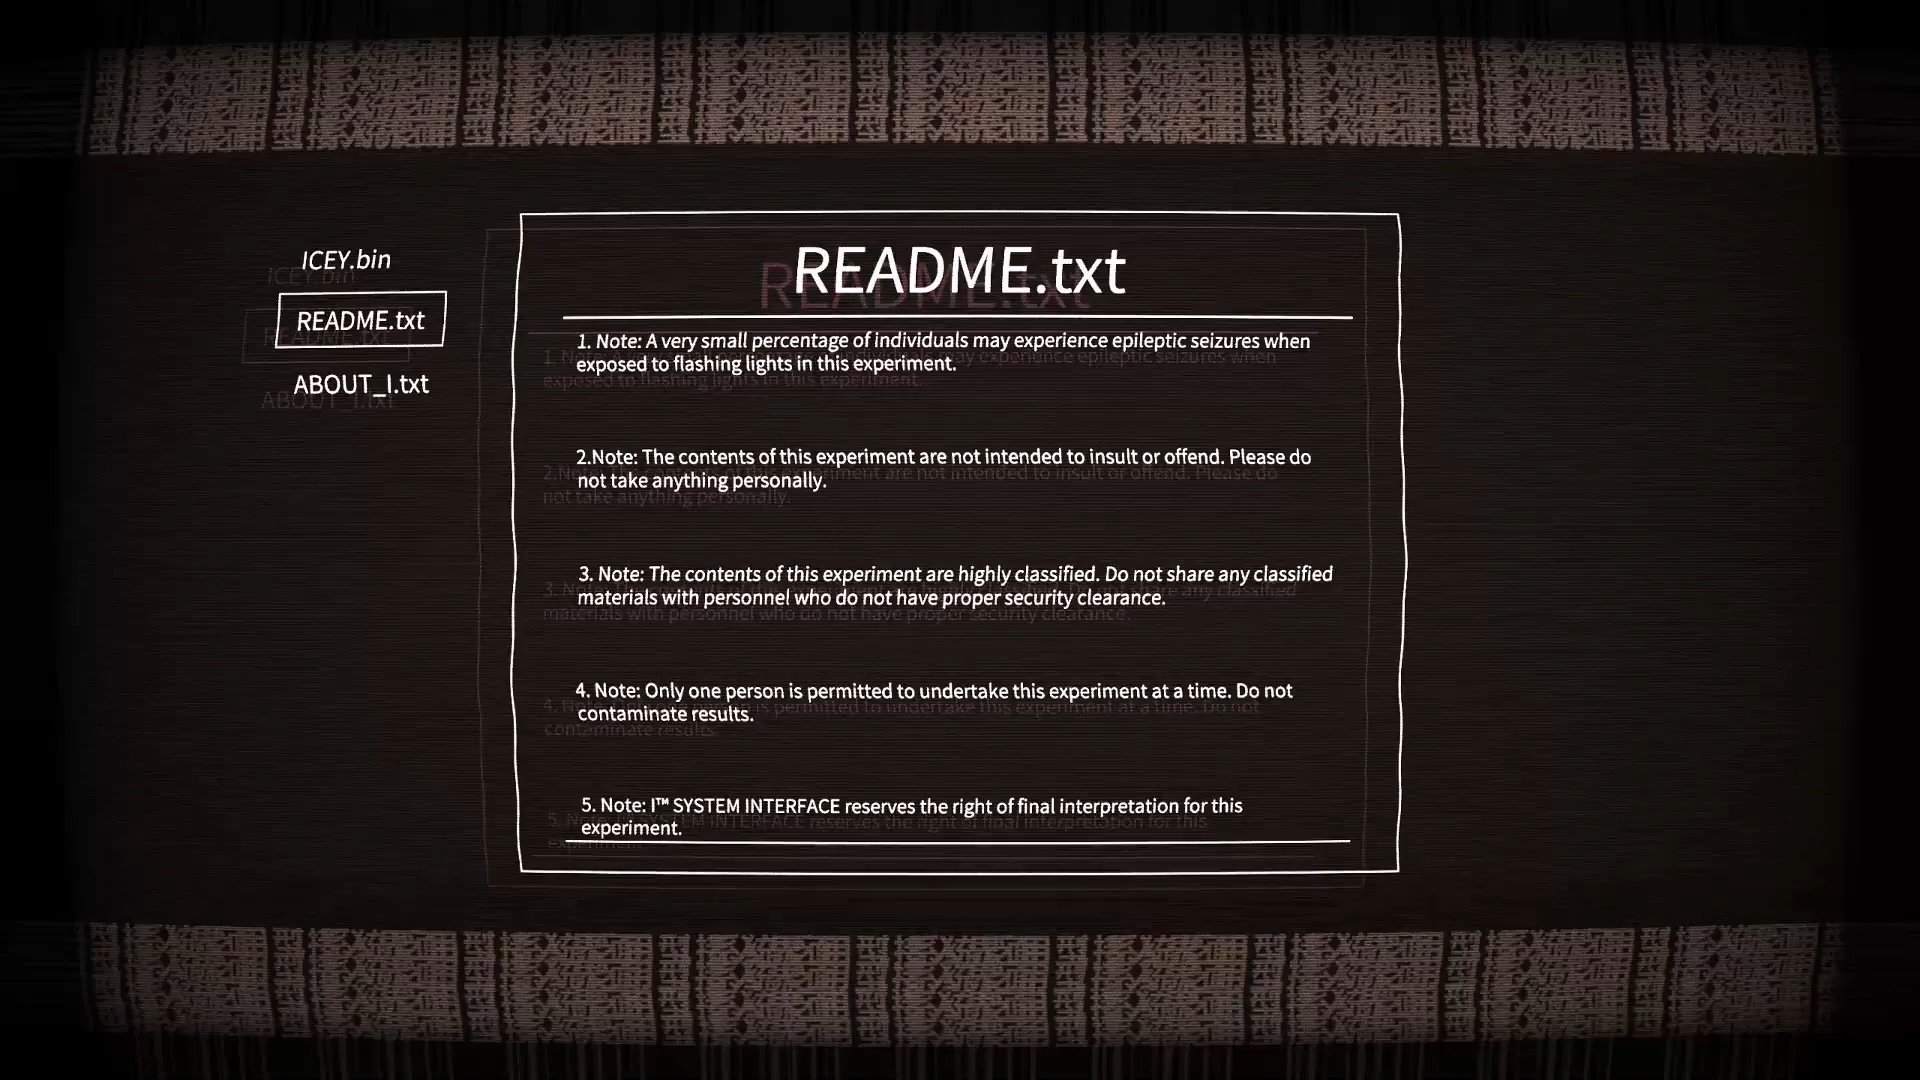 ICEY.bin
README.txt
ABOUT_I.txt
README.txt
1. Note: A very small percentage of individuals may experience epileptic seizures when
exposed to flashing lights in this experiment.
2.Note: The contents of this experiment are not intended to insult or offend. Please do
not take anything personally.
3. Note: The contents of this experiment are highly classified. Do not share any classified
materials with personnel who do not have proper security clearance.
4. Note: Only one person is permitted to undertake this experiment at a time. Do not
contaminate results.
5. Note: I™ SYSTEM INTERFACE reserves the right of final interpretation for this
experiment.